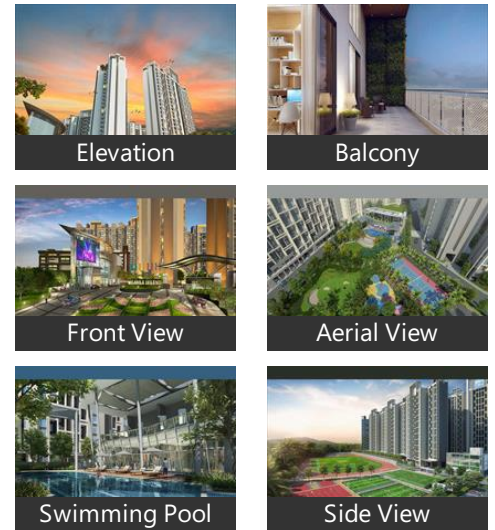 Elevation
Balcony
Front View
Aerial View
Swimming Pool
Side View